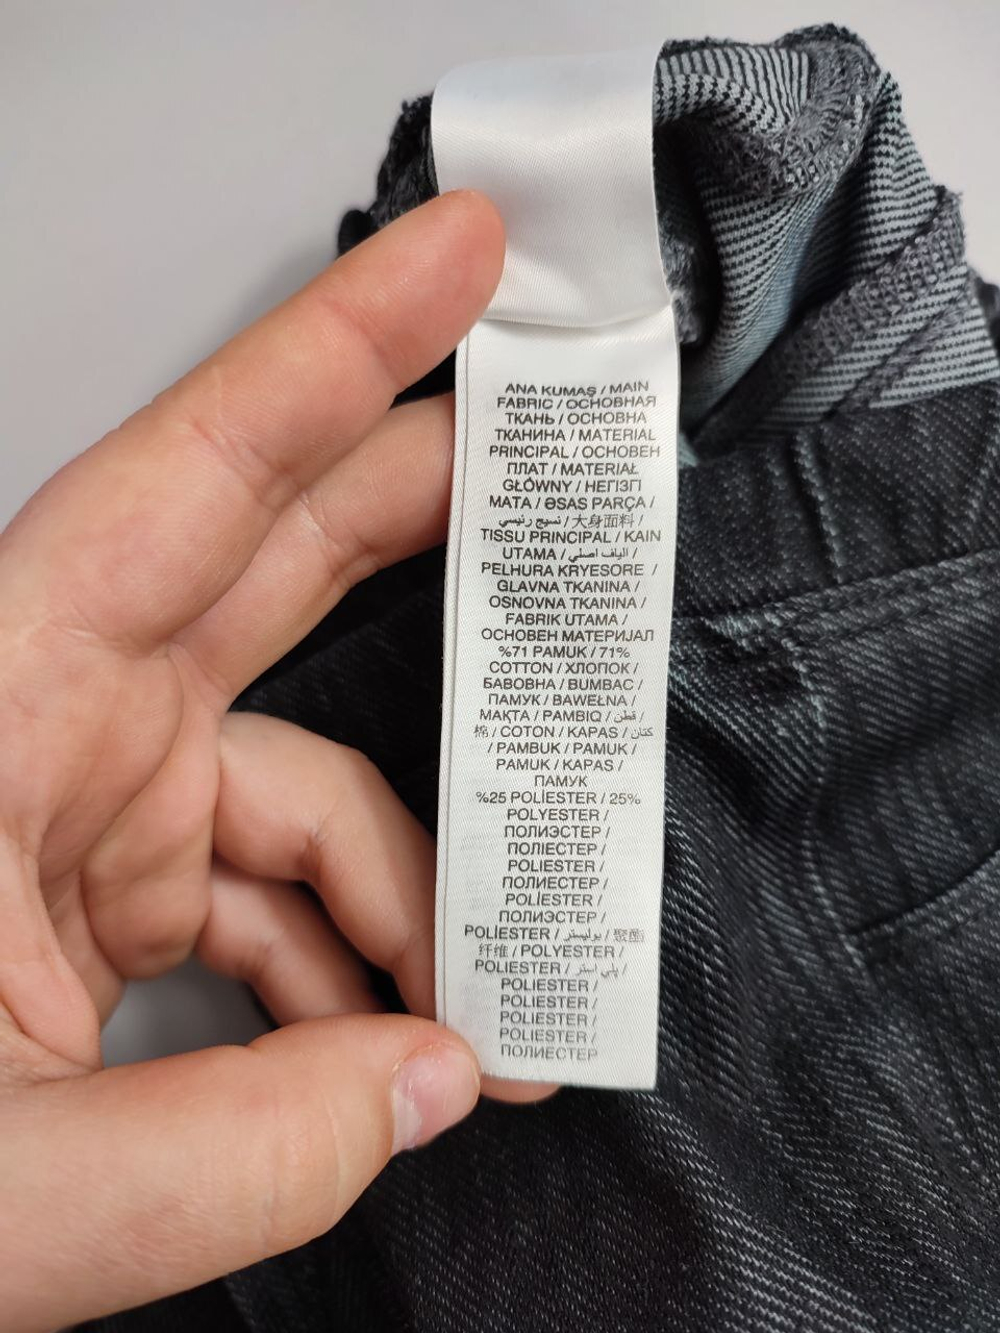 ANA KUMAŞ / MAIN
FABRIC / ОСНОВНАЯ
ТКАНЬ / ОСНОВНА
ТКАНИНА / MATERIAL
PRINCIPAL / ОСНОВЕН
ПЛАТ / MATERIAŁ
GŁÓWNY / НЕГІЗГІ
МАТА / ƏSAS PARÇA /
نسيج رئيسي / 大身面料 /
TISSU PRINCIPAL / KAIN
UTAMA / الياف اصلي /
PELHURA KRYESORE /
GLAVNA TKANINA /
OSNOVNA TKANINA /
FABRIK UTAMA /
ОСНОВЕН МАТЕРИЈАЛ
%71 PAMUK / 71%
COTTON / ХЛОПОК /
БАВОВНА / BUMBAC /
ПАМУК / BAWEŁNA /
МАҚТА / PAMBIQ / قطن /
棉 / COTON / KAPAS / كتان
/ PAMBUK / PAMUK /
PAMUK / KAPAS /
ПАМУК
%25 POLİESTER / 25%
POLYESTER /
ПОЛИЭСТЕР /
ПОЛІЕСТЕР /
POLIESTER /
ПОЛИЕСТЕР /
POLİESTER /
ПОЛИЭСТЕР /
POLİESTER / بوليستر / 聚酯
纤维 / POLYESTER /
POLIESTER / پلي استر /
POLIESTER /
POLIESTER /
POLIESTER /
POLIESTER /
ПОЛИЕСТЕР